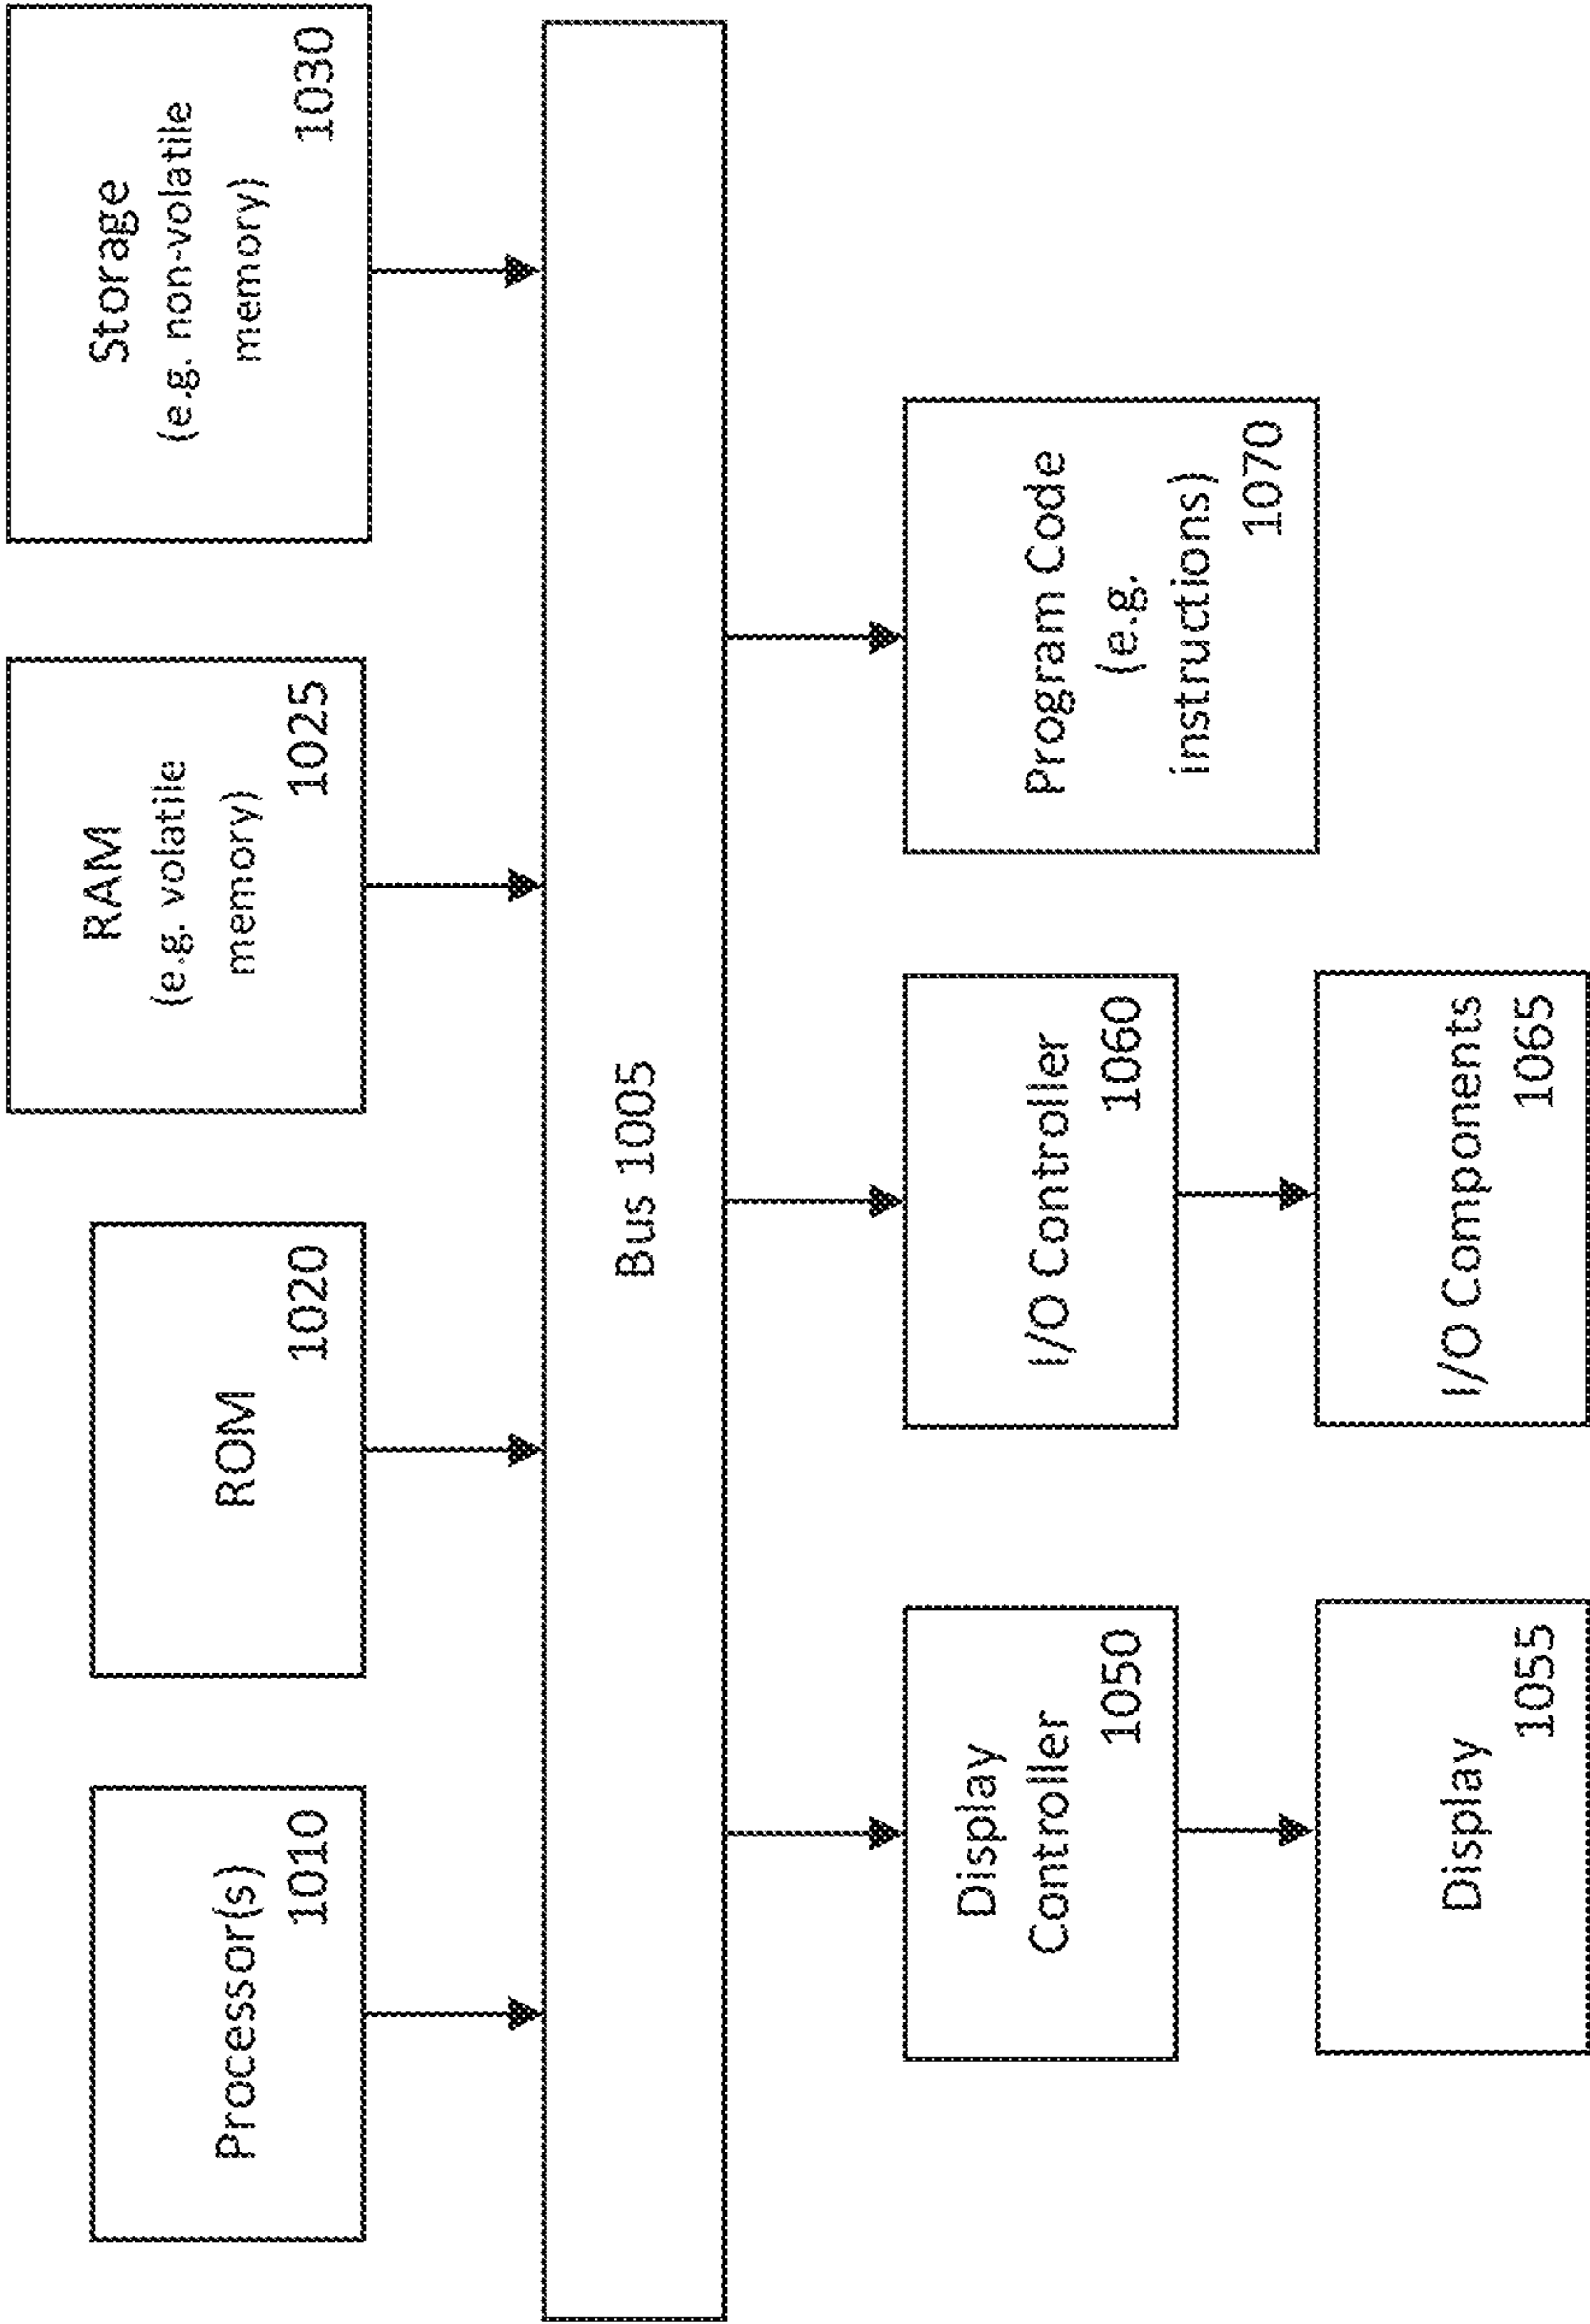 Processor(s)
1010
ROM
1020
RAM
(e.g. volatile
memory)
1025
Storage
(e.g. non-volatile
memory)
1030
Bus 1005
Display
Controller
1050
I/O Controller
1060
Program Code
(e.g.
instructions)
1070
Display
1055
I/O Components
1065